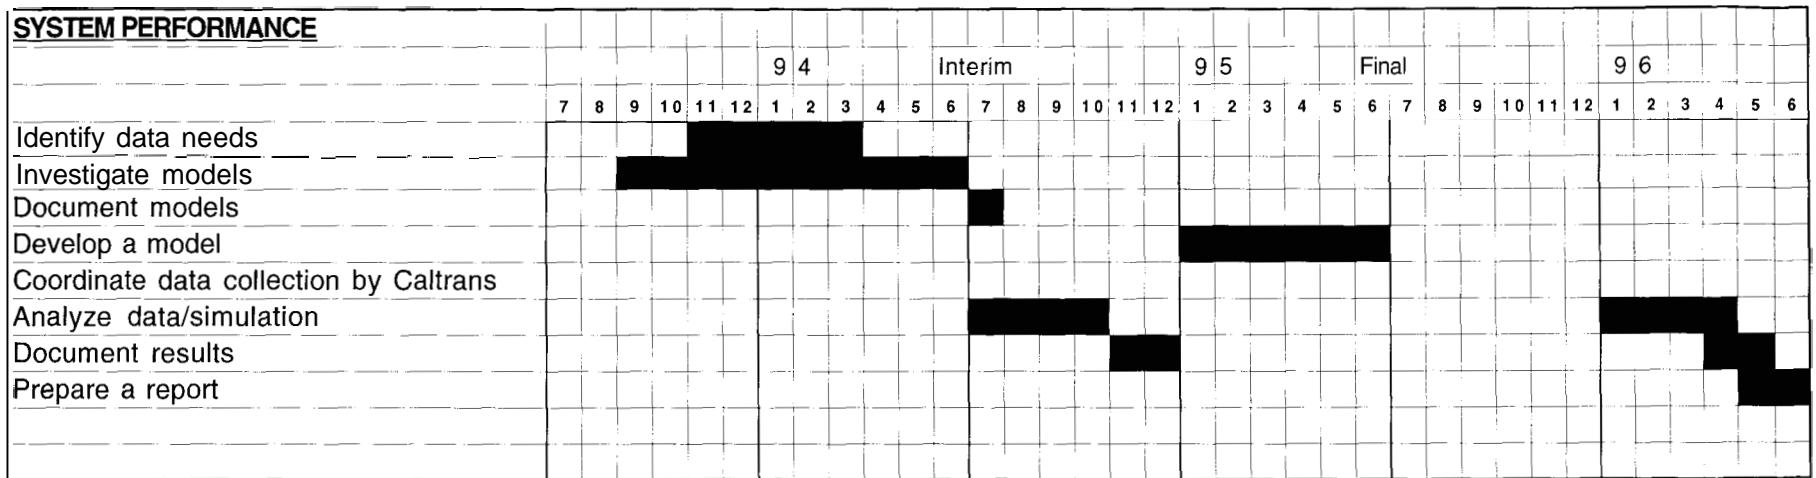 SYSTEM PERFORMANCE
9 4 Interim 9 5 Final 9 6
7 8 9 10 11 12 1 2 3 4 5 6 7 8 9 10 11 12 1 2 3 4 5 6 7 8 9 10 11 12 1 2 3 4 5 6
Identify data needs
Investigate models
Document models
Develop a model
Coordinate data collection by Caltrans
Analyze data/simulation
Document results
Prepare a report